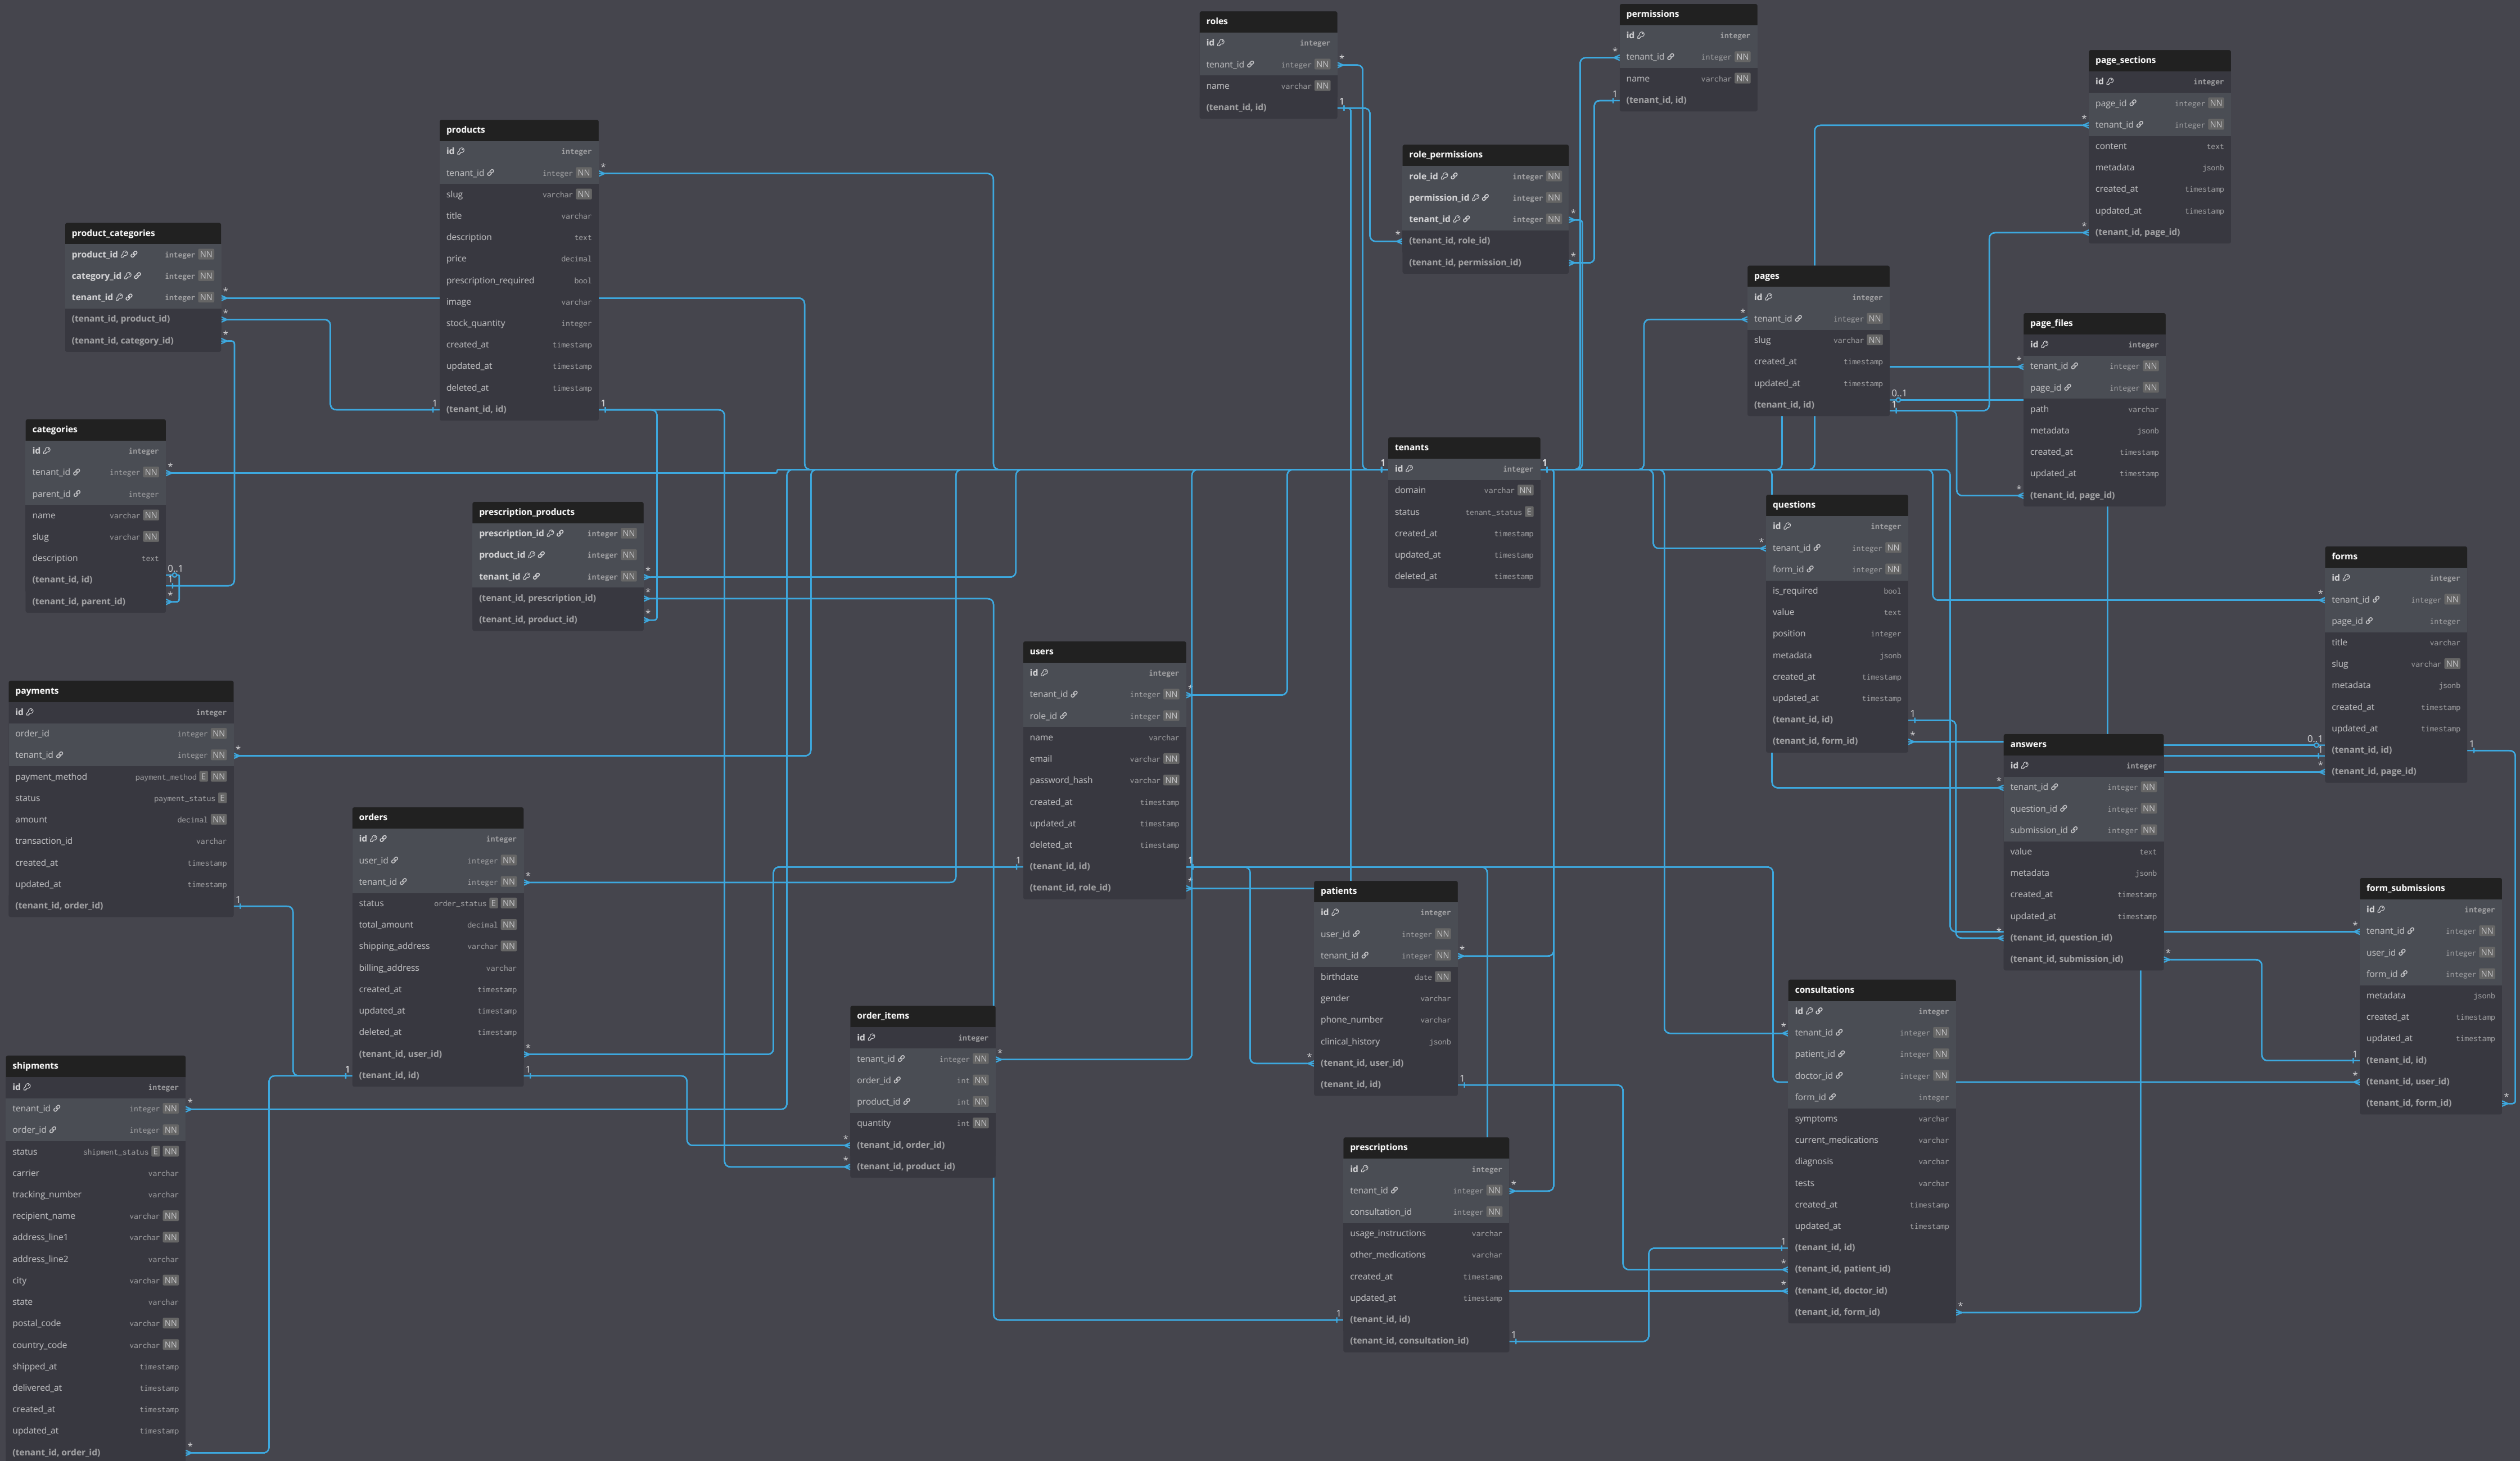 roles
id integer
tenant_id integer NN
name varchar NN
(tenant_id, id)
permissions
id integer
tenant_id integer NN
name varchar NN
(tenant_id, id)
page_sections
id integer
page_id integer NN
tenant_id integer NN
content text
metadata jsonb
created_at timestamp
updated_at timestamp
(tenant_id, page_id)
products
id integer
tenant_id integer NN
slug varchar NN
title varchar
description text
price decimal
prescription_required bool
image varchar
stock_quantity integer
created_at timestamp
updated_at timestamp
deleted_at timestamp
(tenant_id, id)
role_permissions
role_id integer NN
permission_id integer NN
tenant_id integer NN
(tenant_id, role_id)
(tenant_id, permission_id)
product_categories
product_id integer NN
category_id integer NN
tenant_id integer NN
(tenant_id, product_id)
(tenant_id, category_id)
pages
id integer
tenant_id integer NN
slug varchar NN
created_at timestamp
updated_at timestamp
(tenant_id, id)
page_files
id integer
tenant_id integer NN
page_id integer NN
path varchar
metadata jsonb
created_at timestamp
updated_at timestamp
(tenant_id, page_id)
categories
id integer
tenant_id integer NN
parent_id integer
name varchar NN
slug varchar NN
description text
(tenant_id, id)
(tenant_id, parent_id)
tenants
id integer
domain varchar NN
status tenant_status E
created_at timestamp
updated_at timestamp
deleted_at timestamp
prescription_products
prescription_id integer NN
product_id integer NN
tenant_id integer NN
(tenant_id, prescription_id)
(tenant_id, product_id)
questions
id integer
tenant_id integer NN
form_id integer NN
is_required bool
value text
position integer
metadata jsonb
created_at timestamp
updated_at timestamp
(tenant_id, id)
(tenant_id, form_id)
forms
id integer
tenant_id integer NN
page_id integer
title varchar
slug varchar NN
metadata jsonb
created_at timestamp
updated_at timestamp
(tenant_id, id)
(tenant_id, page_id)
users
id integer
tenant_id integer NN
role_id integer NN
name varchar
email varchar NN
password_hash varchar NN
created_at timestamp
updated_at timestamp
deleted_at timestamp
(tenant_id, id)
(tenant_id, role_id)
payments
id integer
order_id integer NN
tenant_id integer NN
payment_method payment_method E NN
status payment_status E
amount decimal NN
transaction_id varchar
created_at timestamp
updated_at timestamp
(tenant_id, order_id)
answers
id integer
tenant_id integer NN
question_id integer NN
submission_id integer NN
value text
metadata jsonb
created_at timestamp
updated_at timestamp
(tenant_id, question_id)
(tenant_id, submission_id)
orders
id integer
user_id integer NN
tenant_id integer NN
status order_status E NN
total_amount decimal NN
shipping_address varchar NN
billing_address varchar
created_at timestamp
updated_at timestamp
deleted_at timestamp
(tenant_id, user_id)
(tenant_id, id)
patients
id integer
user_id integer NN
tenant_id integer NN
birthdate date NN
gender varchar
phone_number varchar
clinical_history jsonb
(tenant_id, user_id)
(tenant_id, id)
form_submissions
id integer
tenant_id integer NN
user_id integer NN
form_id integer NN
metadata jsonb
created_at timestamp
updated_at timestamp
(tenant_id, id)
(tenant_id, user_id)
(tenant_id, form_id)
consultations
id integer
tenant_id integer NN
patient_id integer NN
doctor_id integer NN
form_id integer
symptoms varchar
current_medications varchar
diagnosis varchar
tests varchar
created_at timestamp
updated_at timestamp
(tenant_id, id)
(tenant_id, patient_id)
(tenant_id, doctor_id)
(tenant_id, form_id)
order_items
id integer
tenant_id integer NN
order_id int NN
product_id int NN
quantity int NN
(tenant_id, order_id)
(tenant_id, product_id)
shipments
id integer
tenant_id integer NN
order_id integer NN
status shipment_status E NN
carrier varchar
tracking_number varchar
recipient_name varchar NN
address_line1 varchar NN
address_line2 varchar
city varchar NN
state varchar
postal_code varchar NN
country_code varchar NN
shipped_at timestamp
delivered_at timestamp
created_at timestamp
updated_at timestamp
(tenant_id, order_id)
prescriptions
id integer
tenant_id integer NN
consultation_id integer NN
usage_instructions varchar
other_medications varchar
created_at timestamp
updated_at timestamp
(tenant_id, id)
(tenant_id, consultation_id)